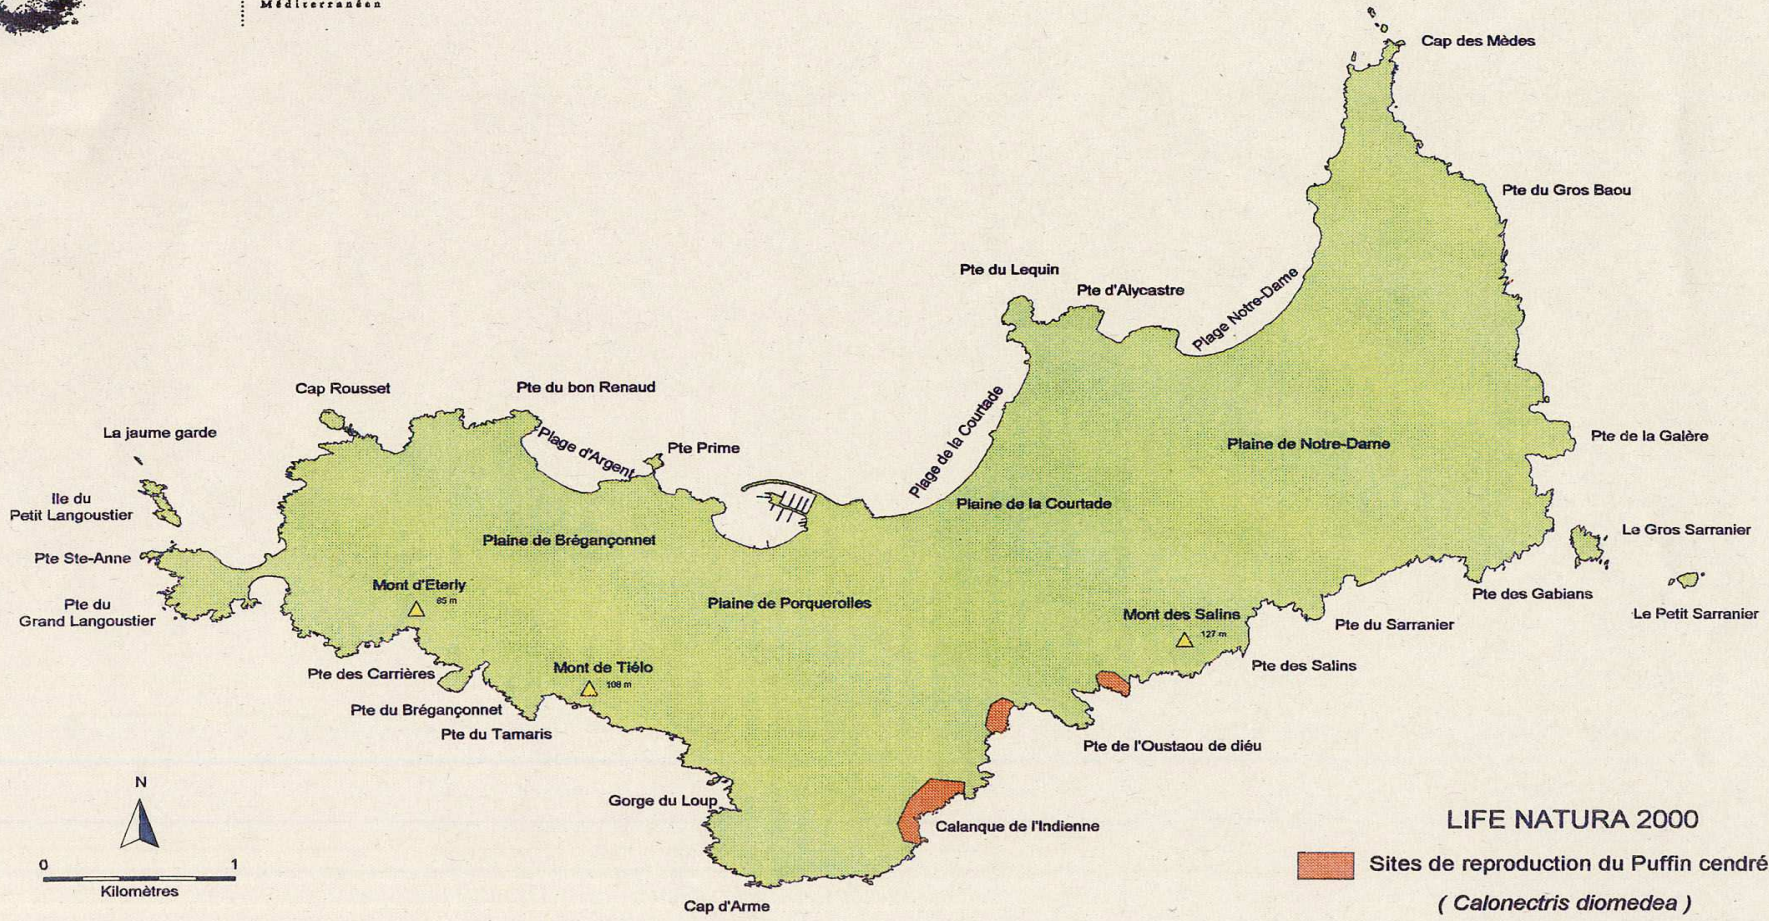 Méditerranéen
Cap des Mèdes
Pte du Gros Baou
Pte du Lequin
Pte d'Alycastre
Plage Notre-Dame
Cap Rousset
Pte du bon Renaud
La jaume garde
Plage d'Argent
Pte Prime
Plage de la Courtade
Plaine de Notre-Dame
Pte de la Galère
Ile du
Petit Langoustier
Plaine de la Courtade
Plaine de Brégançonnet
Le Gros Sarranier
Pte Ste-Anne
Mont d'Eterly
85 m
Pte du
Grand Langoustier
Plaine de Porquerolles
Pte des Gabians
Le Petit Sarranier
Mont des Salins
127 m
Pte du Sarranier
Pte des Salins
Mont de Tiélo
108 m
Pte des Carrières
Pte du Brégançonnet
Pte du Tamaris
Pte de l'Oustaou de diéu
N
Gorge du Loup
Calanque de l'Indienne
0 1
Kilomètres
Cap d'Arme
LIFE NATURA 2000
Sites de reproduction du Puffin cendré
( Calonectris diomedea )